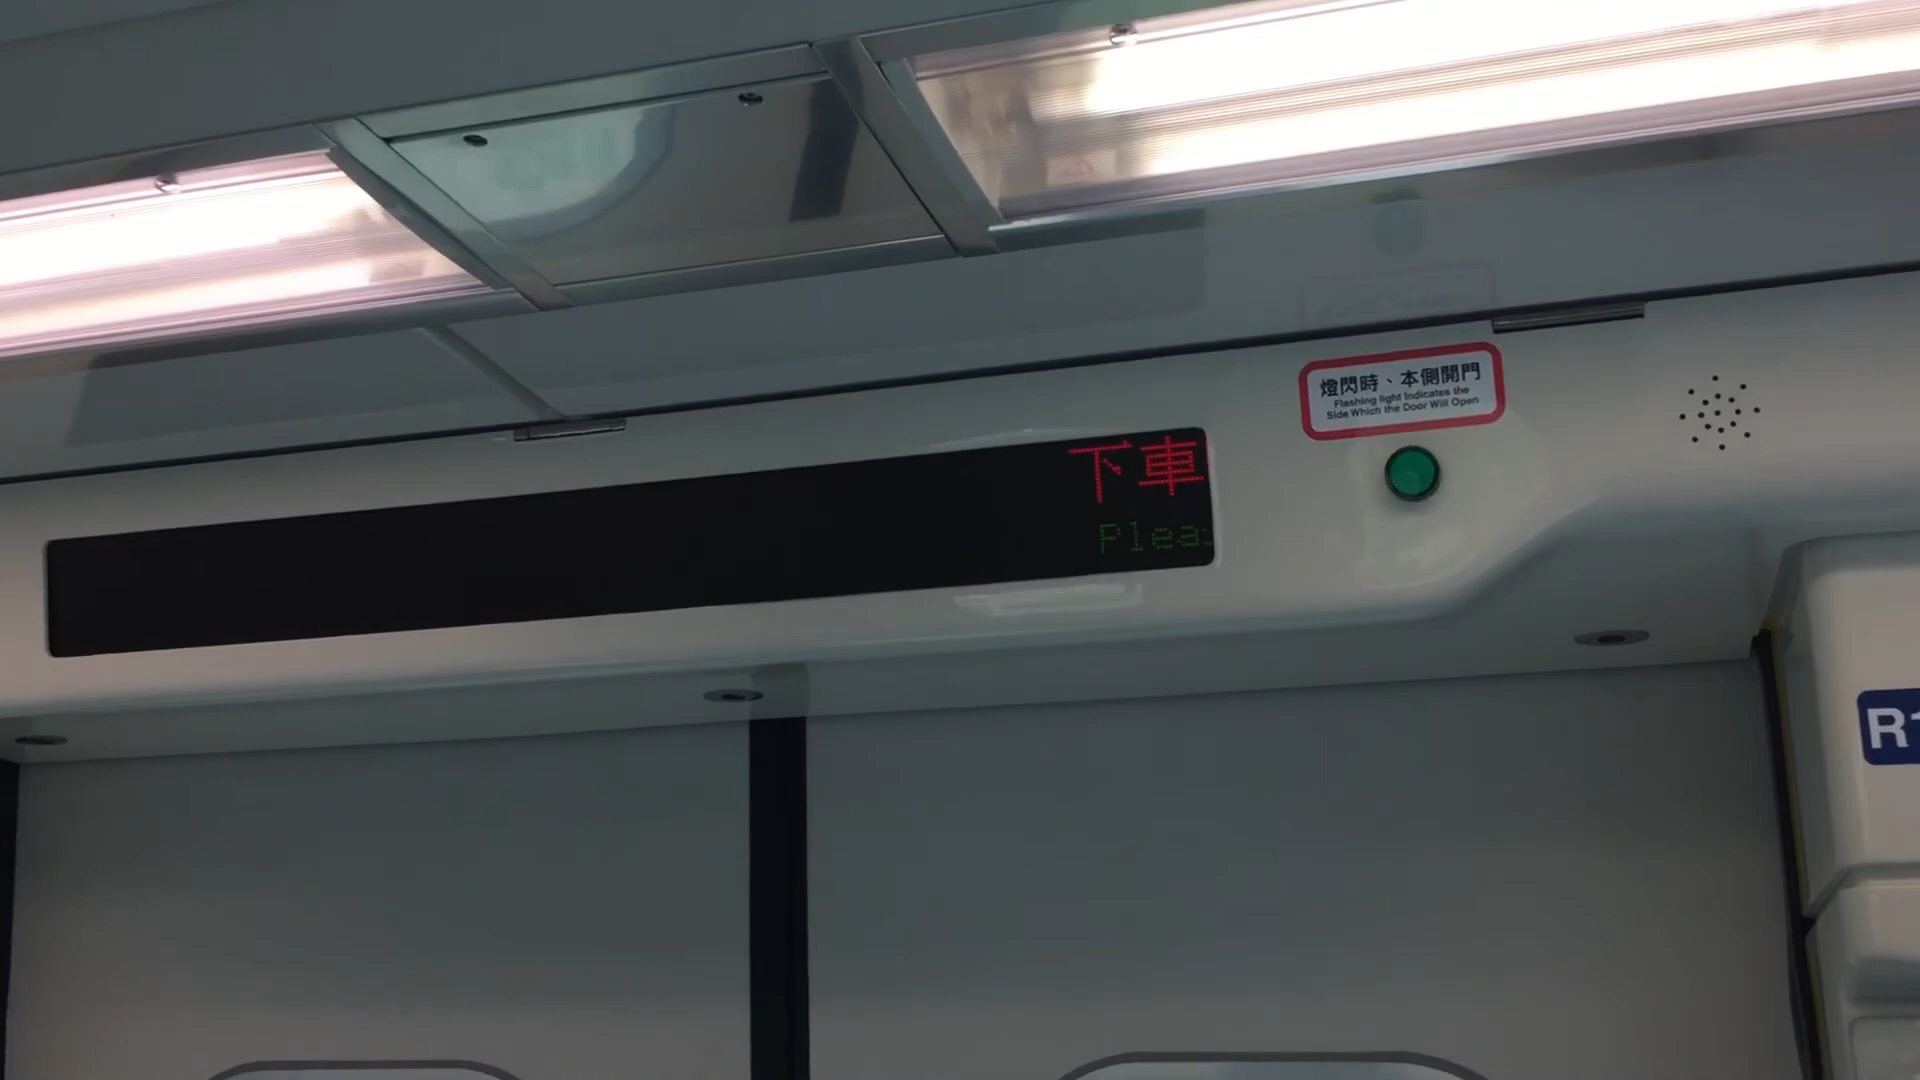 燈閃時、本側開門
Flashing light Indicates the
Side Which the Door Will Open
下車
Plea
R1